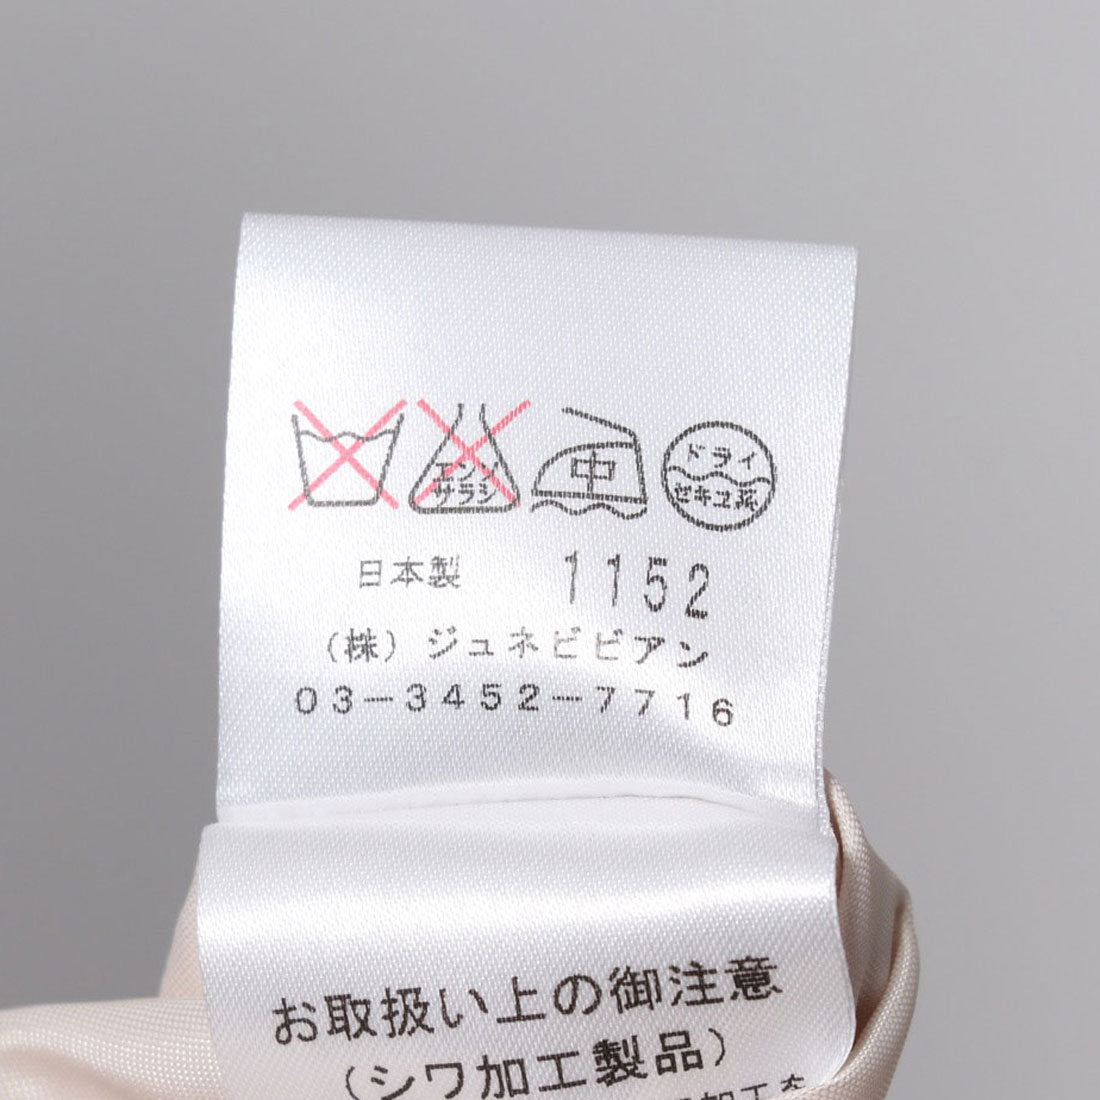 エンソ
サラシ
中
ドライ
セキユ系
日本製 1152
(株)ジュネビビアン
03-3452-7716
お取扱い上の御注意
(シワ加工製品)